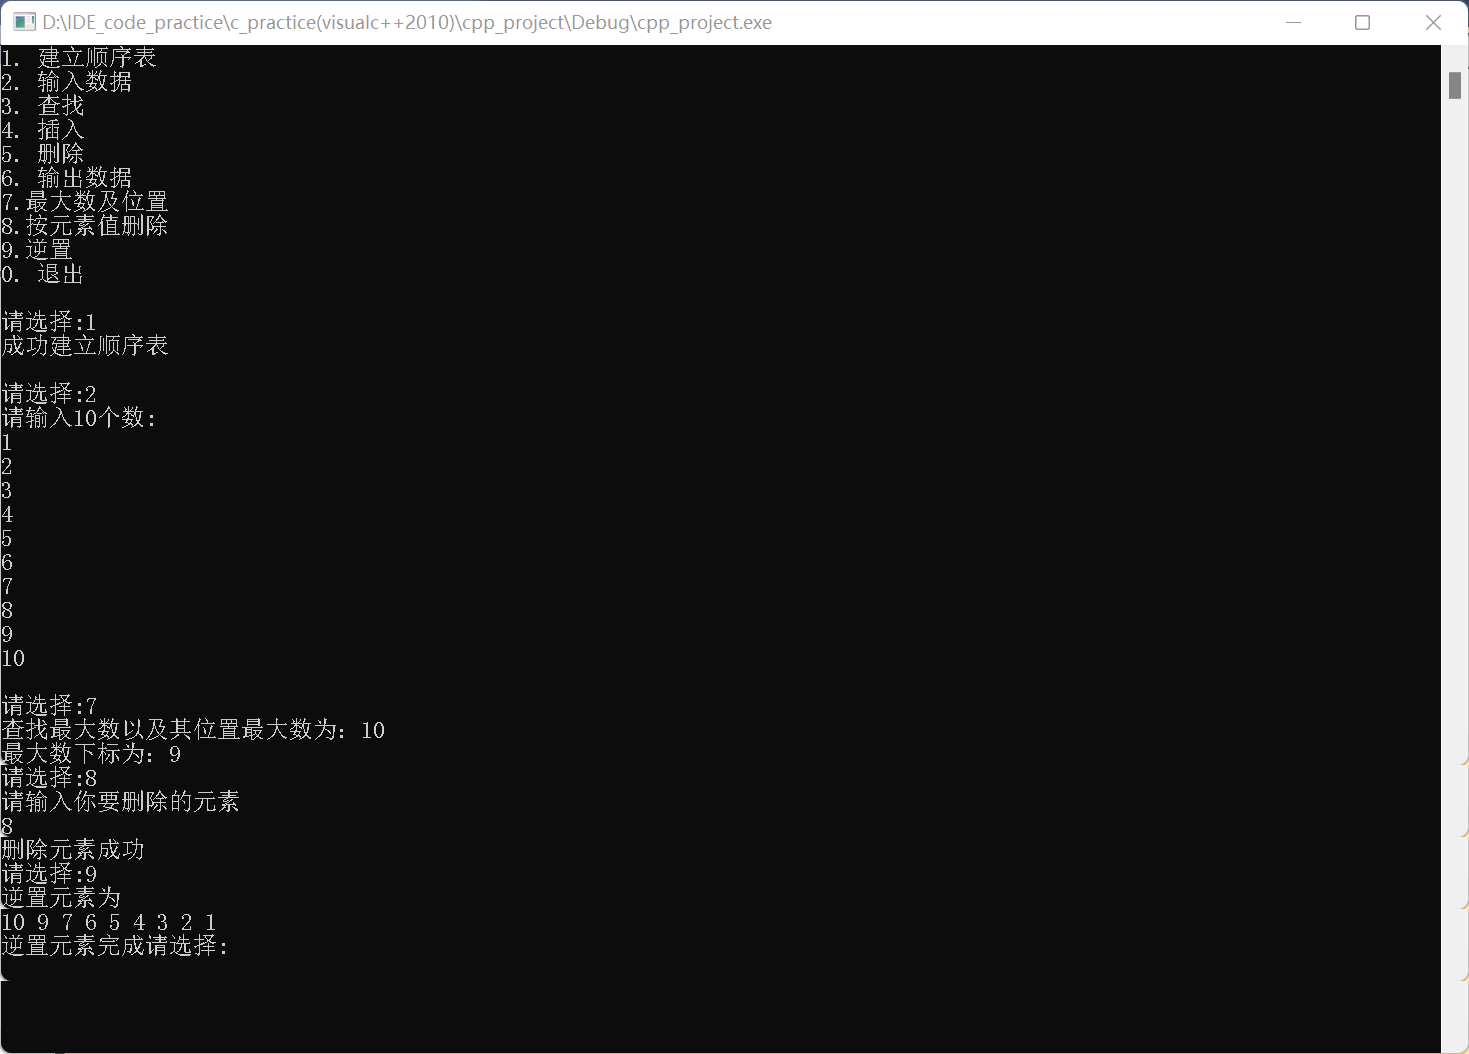 D:\IDE_code_practice\c_practice(visualc++2010)\cpp_project\Debug\cpp_project.exe
1. 建立顺序表
2. 输入数据
3. 查找
4. 插入
5. 删除
6. 输出数据
7.最大数及位置
8.按元素值删除
9.逆置
0. 退出
请选择:1
成功建立顺序表
请选择:2
请输入10个数:
1
2
3
4
5
6
7
8
9
10
请选择:7
查找最大数以及其位置最大数为：10
最大数下标为：9
请选择:8
请输入你要删除的元素
8
删除元素成功
请选择:9
逆置元素为
10 9 7 6 5 4 3 2 1
逆置元素完成请选择: